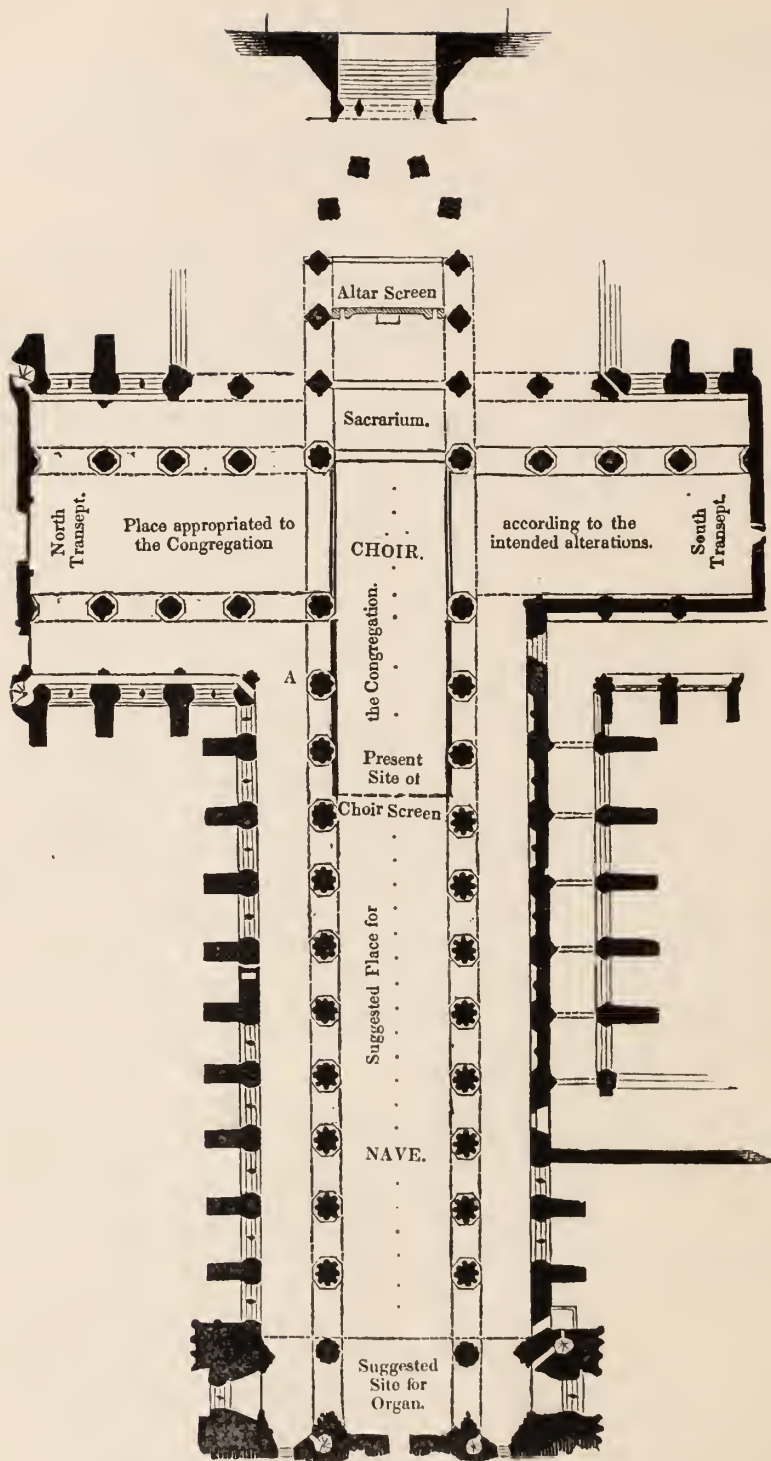 Altar Screen
Sacrarium.
North
Transept.
Place appropriated to
the Congregation
CHOIR.
according to the
intended alterations.
South
Transept.
the Congregation.
A
Present
Site of
Choir Screen
Suggested Place for
NAVE.
Suggested
Site for
Organ.